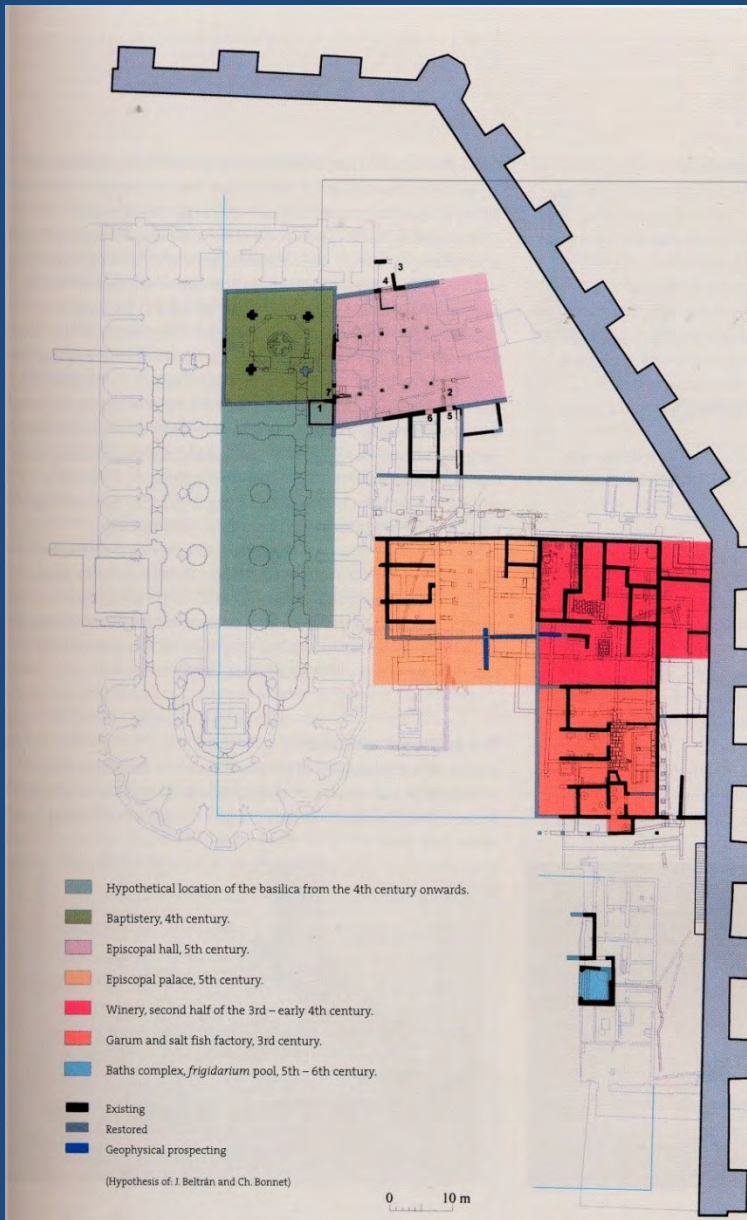 3
4
7
1
2
6
5
Hypothetical location of the basilica from the 4th century onwards.
Baptistery, 4th century.
Episcopal hall, 5th century.
Episcopal palace, 5th century.
Winery, second half of the 3rd – early 4th century.
Garum and salt fish factory, 3rd century.
Baths complex, frigidarium pool, 5th – 6th century.
Existing
Restored
Geophysical prospecting
(Hypothesis of: J. Beltrán and Ch. Bonnet)
0 10 m